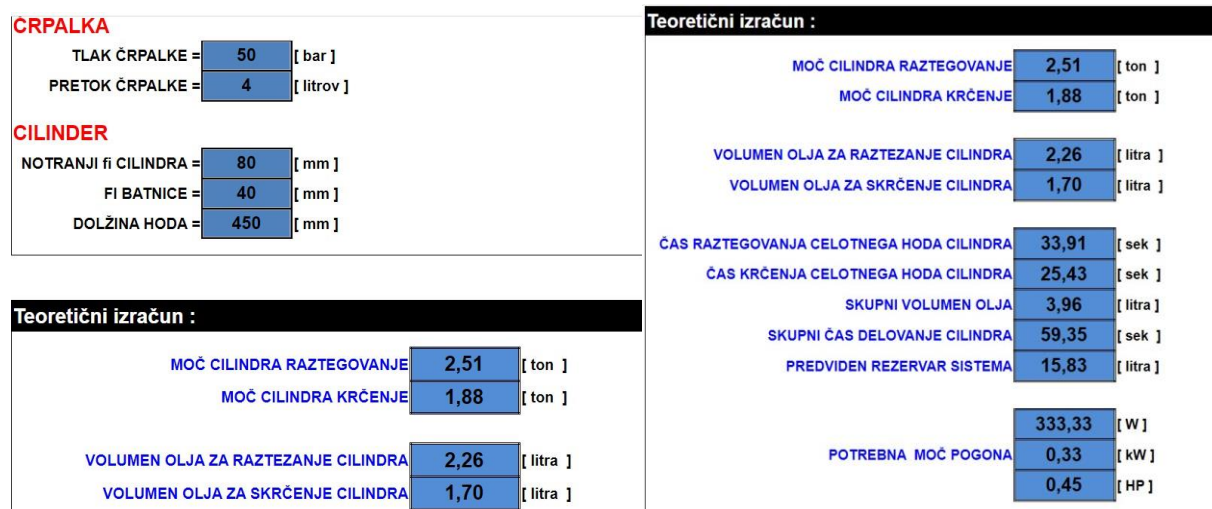 ČRPALKA
TLAK ČRPALKE = 50 [ bar ]
PRETOK ČRPALKE = 4 [ litrov ]
CILINDER
NOTRANJI fi CILINDRA = 80 [ mm ]
FI BATNICE = 40 [ mm ]
DOLŽINA HODA = 450 [ mm ]
Teoretični izračun :
MOČ CILINDRA RAZTEGOVANJE 2,51 [ ton ]
MOČ CILINDRA KRČENJE 1,88 [ ton ]
VOLUMEN OLJA ZA RAZTEZANJE CILINDRA 2,26 [ litra ]
VOLUMEN OLJA ZA SKRČENJE CILINDRA 1,70 [ litra ]
Teoretični izračun :
MOČ CILINDRA RAZTEGOVANJE 2,51 [ ton ]
MOČ CILINDRA KRČENJE 1,88 [ ton ]
VOLUMEN OLJA ZA RAZTEZANJE CILINDRA 2,26 [ litra ]
VOLUMEN OLJA ZA SKRČENJE CILINDRA 1,70 [ litra ]
ČAS RAZTEGOVANJA CELOTNEGA HODA CILINDRA 33,91 [ sek ]
ČAS KRČENJA CELOTNEGA HODA CILINDRA 25,43 [ sek ]
SKUPNI VOLUMEN OLJA 3,96 [ litra ]
SKUPNI ČAS DELOVANJE CILINDRA 59,35 [ sek ]
PREDVIDEN REZERVAR SISTEMA 15,83 [ litra ]
333,33 [ W ]
POTREBNA MOČ POGONA 0,33 [ kW ]
0,45 [ HP ]